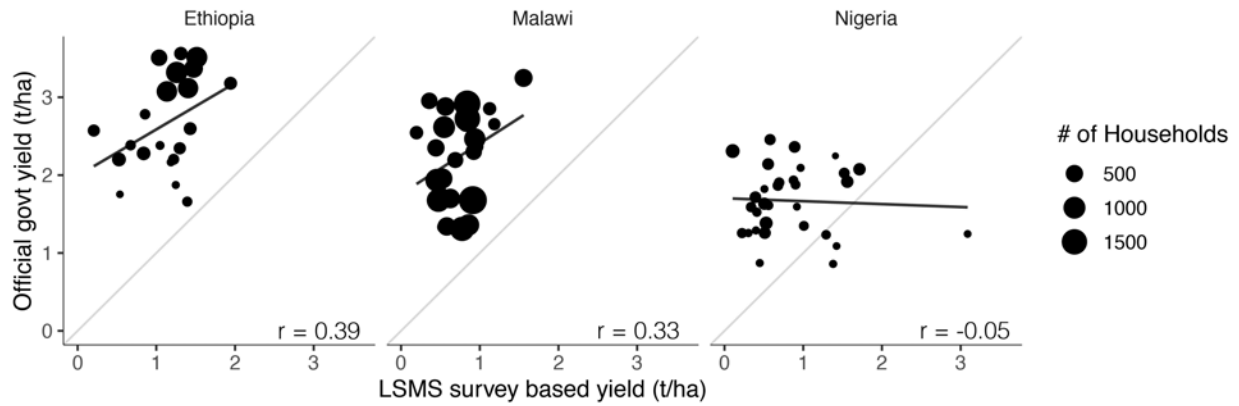 Ethiopia
Malawi
Nigeria
Official govt yield (t/ha)
3
2
1
0
r = 0.39
r = 0.33
r = -0.05
0 1 2 3
0 1 2 3
0 1 2 3
LSMS survey based yield (t/ha)
# of Households
500
1000
1500